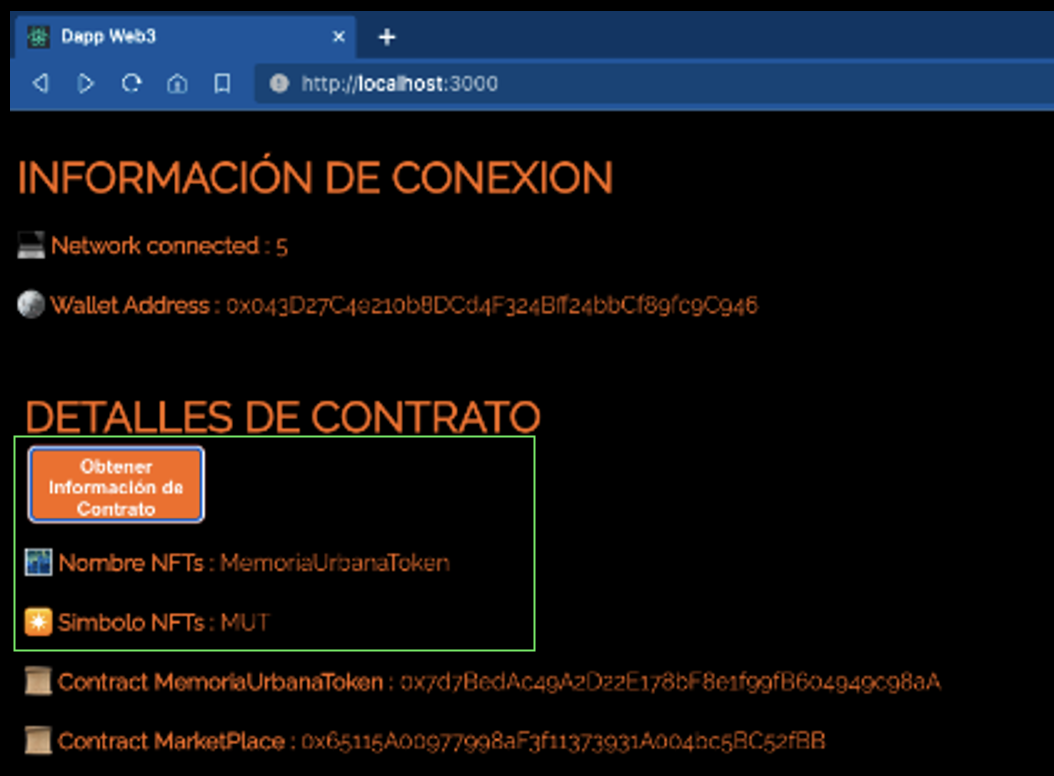 Dapp Web3
http://localhost:3000
INFORMACIÓN DE CONEXION
Network connected : 5
Wallet Address : 0x043D27C4e210b8DCd4F324Bff24bbCf89fc9C946
DETALLES DE CONTRATO
Obtener
Información de
Contrato
Nombre NFTs : MemoriaUrbanaToken
Simbolo NFTs : MUT
Contract MemoriaUrbanaToken : 0x7d7BedAc49A2D22E178bF8e1f99fB604949c98aA
Contract MarketPlace : 0x65115A00977998aF3f11373931A004bc5BC52fBB